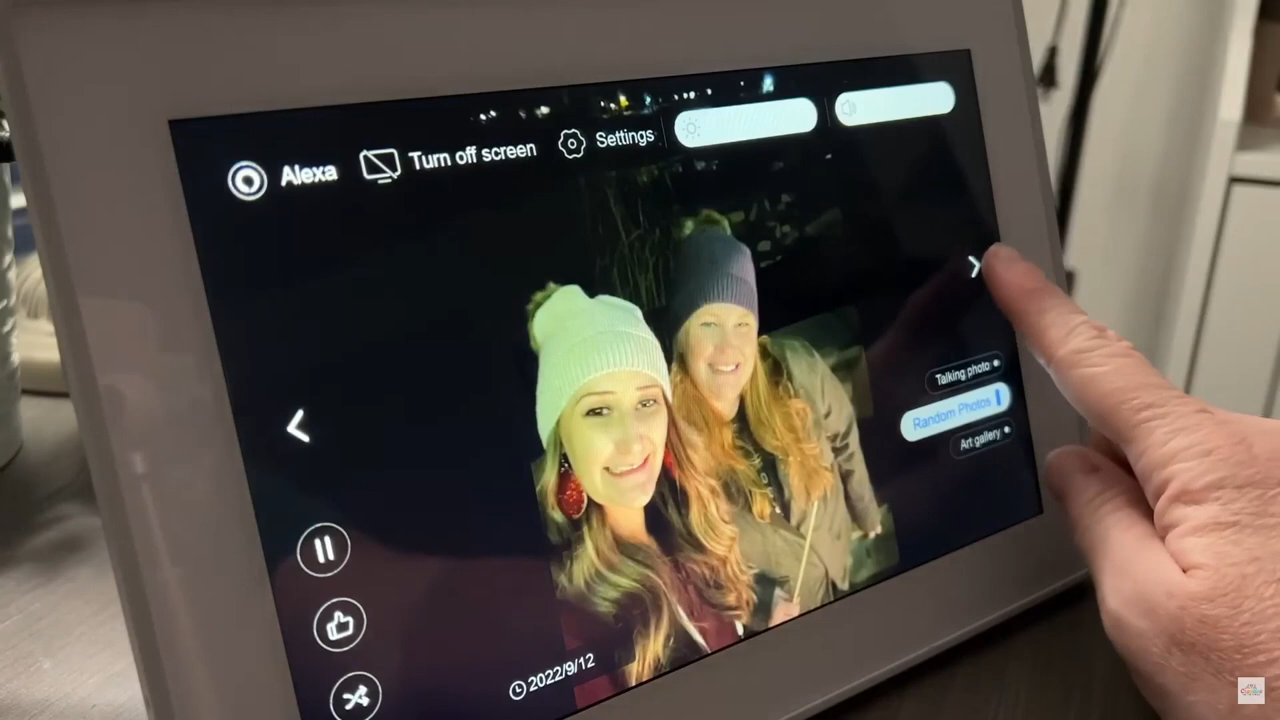 Alexa
Turn off screen
Settings
Talking photo
Random Photos
Art gallery
2022/9/12